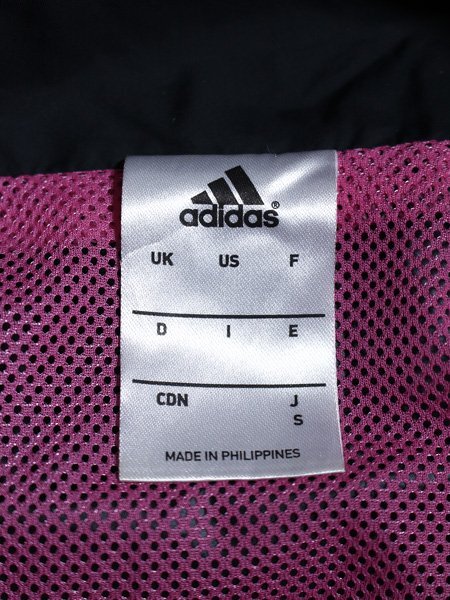 adidas®
UK US F
D I E
CDN J
S
MADE IN PHILIPPINES